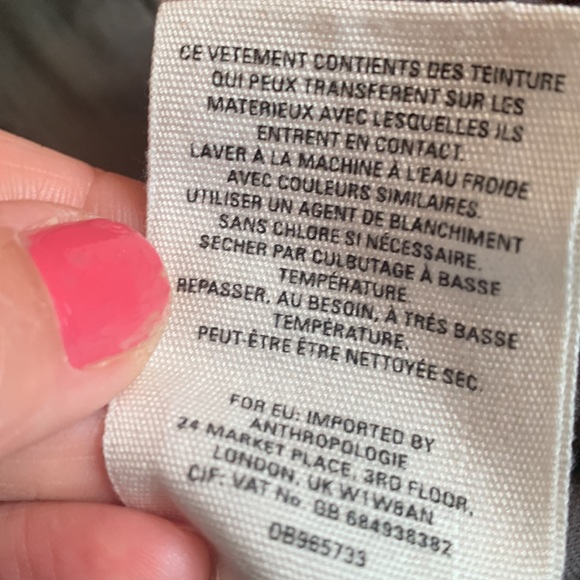 CE VETEMENT CONTIENTS DES TEINTURE
QUI PEUX TRANSFERENT SUR LES
MATERIEUX AVEC LESQUELLES ILS
ENTRENT EN CONTACT.
LAVER À LA MACHINE À L'EAU FROIDE
AVEC COULEURS SIMILAIRES.
UTILISER UN AGENT DE BLANCHIMENT
SANS CHLORE SI NÉCESSAIRE.
SECHER PAR CULBUTAGE À BASSE
TEMPÉRATURE.
REPASSER, AU BESOIN, À TRÈS BASSE
TEMPÉRATURE.
PEUT-ÊTRE ÊTRE NETTOYÉE SEC.
FOR EU: IMPORTED BY
ANTHROPOLOGIE
24 MARKET PLACE, 3RD FLOOR,
LONDON, UK W1W8AN
CIF: VAT No. GB 684938382
OB965733